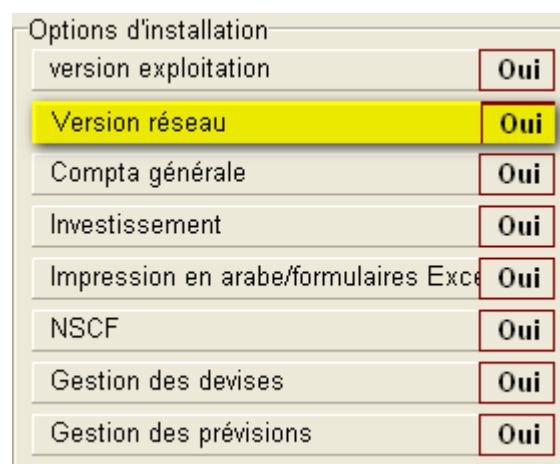 Options d'installation
version exploitation Oui
Version réseau Oui
Compta générale Oui
Investissement Oui
Impression en arabe/formulaires Exce Oui
NSCF Oui
Gestion des devises Oui
Gestion des prévisions Oui